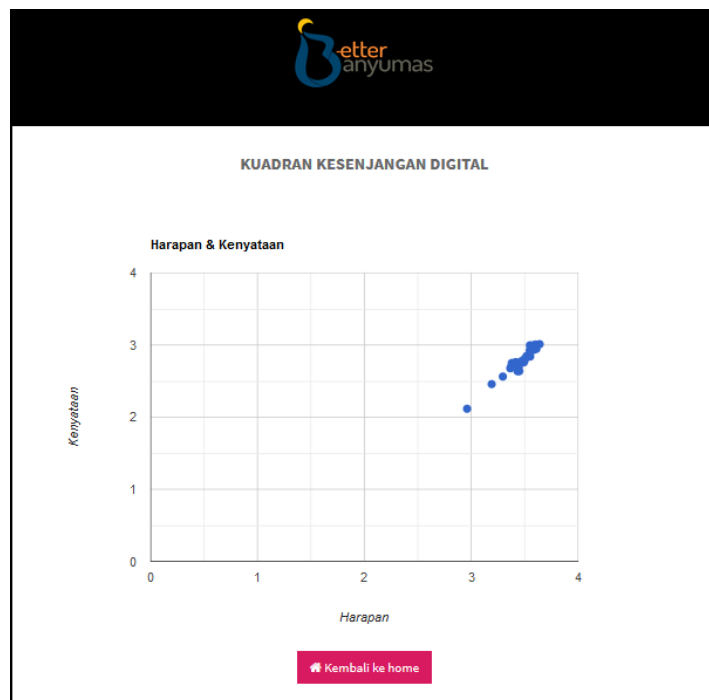 Better
Banyumas
KUADRAN KESENJANGAN DIGITAL
Harapan & Kenyataan
4
3
2
1
0
Kenyataan
0 1 2 3 4
Harapan
Kembali ke home